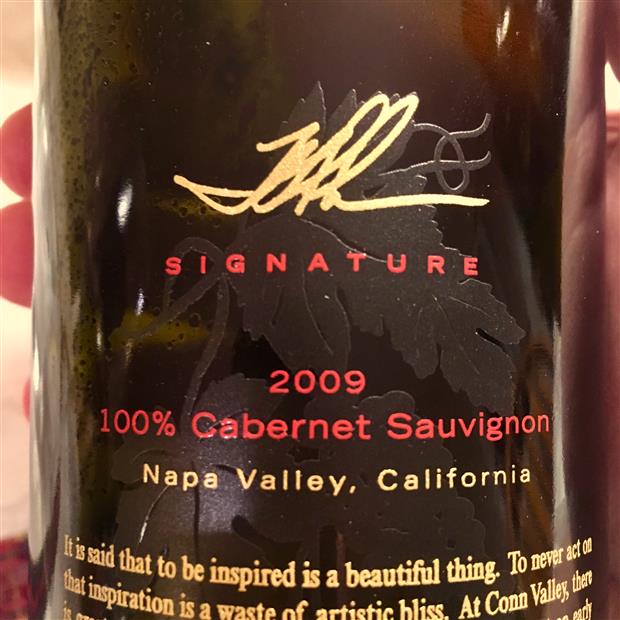 SIGNATURE
2009
100% Cabernet Sauvignon
Napa Valley, California
It is said that to be inspired is a beautiful thing. To never act on
that inspiration is a waste of artistic bliss. At Conn Valley, there
early